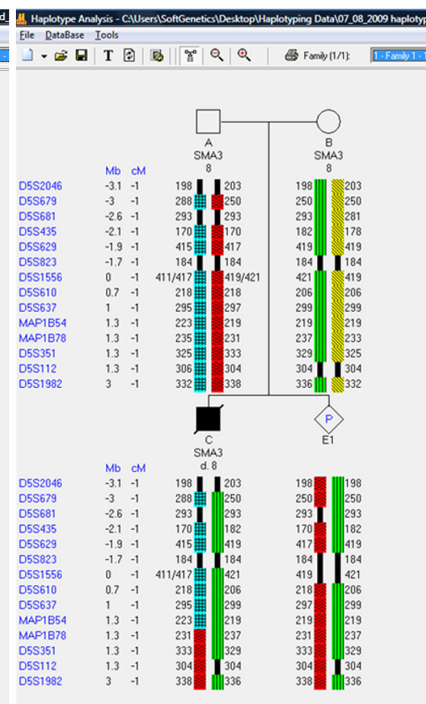 Haplotype Analysis - C:\Users\SoftGenetics\Desktop\Haplotyping Data\07_08_2009 haplotyp
File DataBase Tools
T Family (1/1): 1 - Family 1 - 1
A B
SMA3 SMA3
8 8
Mb cM
D5S2046 -3.1 -1 198 203 198 203
D5S679 -3 -1 288 250 250 250
D5S681 -2.6 -1 293 293 293 281
D5S435 -2.1 -1 170 170 182 178
D5S629 -1.9 -1 415 417 419 419
D5S823 -1.7 -1 184 184 184 184
D5S1556 0 -1 411/417 419/421 421 419
D5S610 0.7 -1 218 218 206 206
D5S637 1 -1 295 297 299 299
MAP1B54 1.3 -1 223 219 219 219
MAP1B78 1.3 -1 235 231 237 233
D5S351 1.3 -1 325 333 329 325
D5S112 1.3 -1 306 304 304 304
D5S1982 3 -1 332 338 336 332
P
C E1
SMA3
d. 8
Mb cM
D5S2046 -3.1 -1 198 203 198 198
D5S679 -3 -1 288 250 250 250
D5S681 -2.6 -1 293 293 293 293
D5S435 -2.1 -1 170 182 170 182
D5S629 -1.9 -1 415 419 417 419
D5S823 -1.7 -1 184 184 184 184
D5S1556 0 -1 411/417 421 419 421
D5S610 0.7 -1 218 206 218 206
D5S637 1 -1 295 299 297 299
MAP1B54 1.3 -1 223 219 219 219
MAP1B78 1.3 -1 231 237 231 237
D5S351 1.3 -1 333 329 333 329
D5S112 1.3 -1 304 304 304 304
D5S1982 3 -1 338 336 338 336